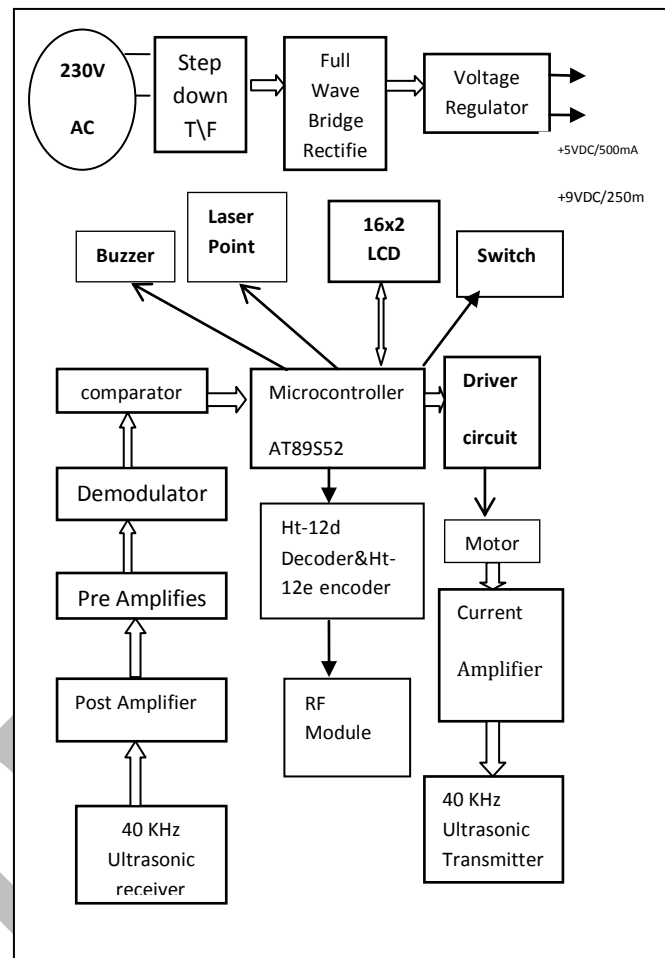 230V
AC
Step
down
T\F
Full
Wave
Bridge
Rectifie
Voltage
Regulator
+5VDC/500mA
+9VDC/250m
Buzzer
Laser
Point
16x2
LCD
Switch
comparator
Microcontroller
AT89S52
Driver
circuit
Demodulator
Ht-12d
Decoder&Ht-
12e encoder
Motor
Pre Amplifies
Current
Amplifier
Post Amplifier
RF
Module
40 KHz
Ultrasonic
receiver
40 KHz
Ultrasonic
Transmitter